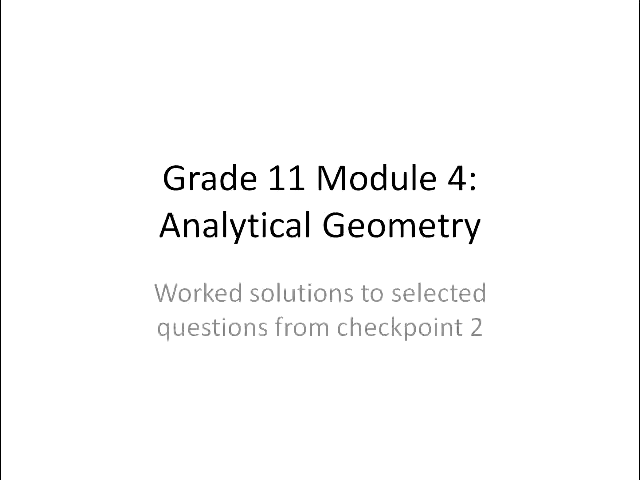 Grade 11 Module 4:
Analytical Geometry
Worked solutions to selected
questions from checkpoint 2